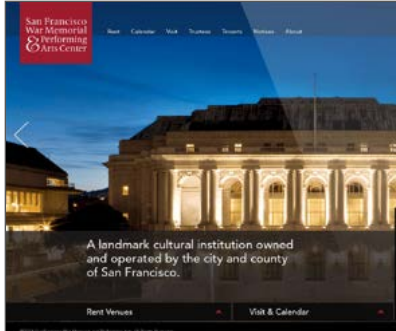 San Francisco
War Memorial
& Performing
Arts Center
Rent Calendar Visit Trustees Tenants Notices About
A landmark cultural institution owned
and operated by the city and county
of San Francisco.
Rent Venues
Visit & Calendar